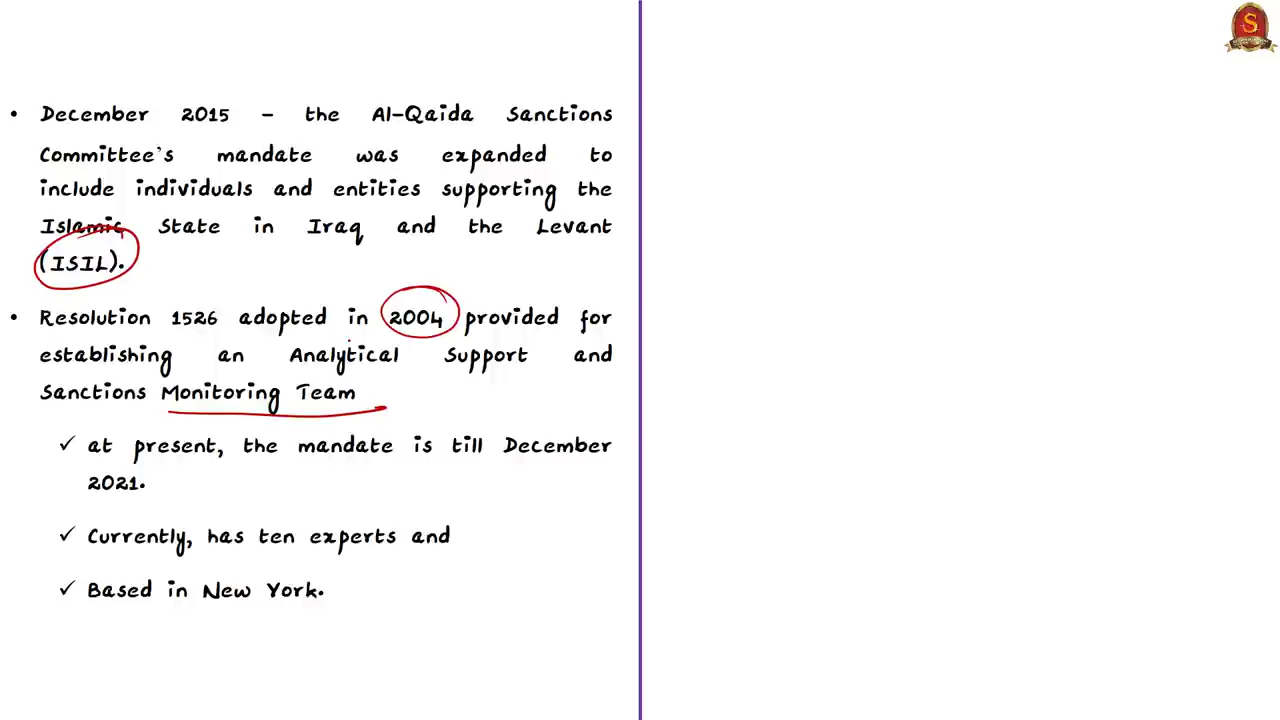 • December 2015 – the Al-Qaida Sanctions
Committee's mandate was expanded to
include individuals and entities supporting the
Islamic State in Iraq and the Levant
(ISIL).
• Resolution 1526 adopted in 2004 provided for
establishing an Analytical Support and
Sanctions Monitoring Team
✓ at present, the mandate is till December
2021.
✓ Currently, has ten experts and
✓ Based in New York.
S